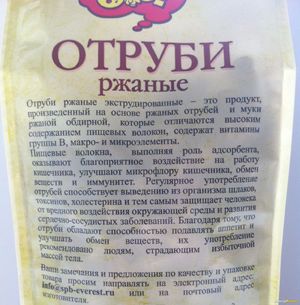 ОТРУБИ
ржаные
Отруби ржаные экструдированные – это продукт,
произведенный на основе ржаных отрубей и муки
ржаной обдирной, которые отличаются высоким
содержанием пищевых волокон, содержат витамины
группы В, макро- и микроэлементы.
Пищевые волокна, выполняя роль адсорбента,
оказывают благоприятное воздействие на работу
кишечника, улучшают микрофлору кишечника, обмен
веществ и иммунитет. Регулярное употребление
отрубей способствует выведению из организма шлаков,
токсинов, холестерина и тем самым защищает человека
от вредного воздействия окружающей среды и развития
сердечно-сосудистых заболеваний. Благодаря тому, что
отруби обладают способностью подавлять аппетит и
улучшать обмен веществ, их употребление
рекомендовано людям, страдающим избыточной
массой тела.
Ваши замечания и предложения по качеству и упаковке
товара просим направлять на электронный адрес
info@spb-everest.ru или на почтовый адрес
изготовителя.